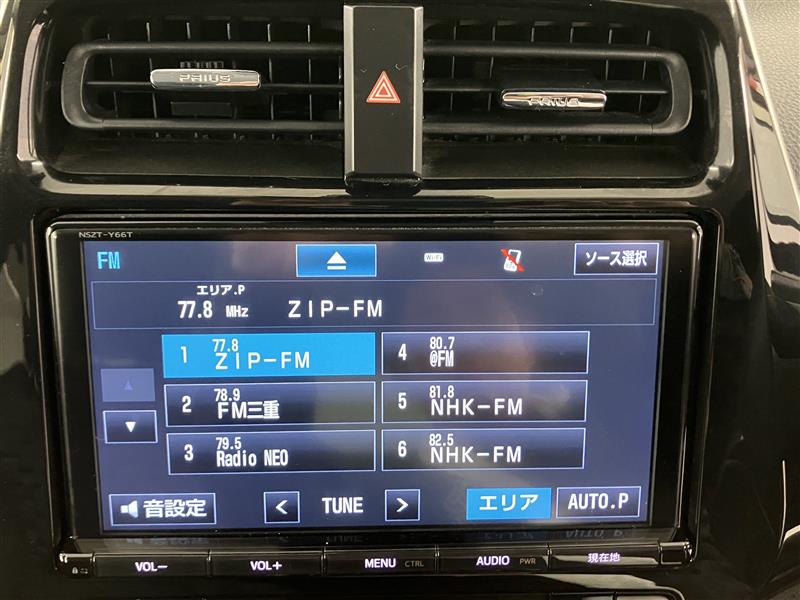 PRIUS
PRIUS
NSZT-Y66T
FM
Wi-Fi
ソース選択
エリア.P
77.8 MHz ZIP-FM
1 77.8 ZIP-FM
4 80.7 @FM
2 78.9 FM三重
5 81.8 NHK-FM
3 79.5 Radio NEO
6 82.5 NHK-FM
音設定
< TUNE >
エリア
AUTO.P
VOL− VOL+ MENU CTRL AUDIO PWR 現在地